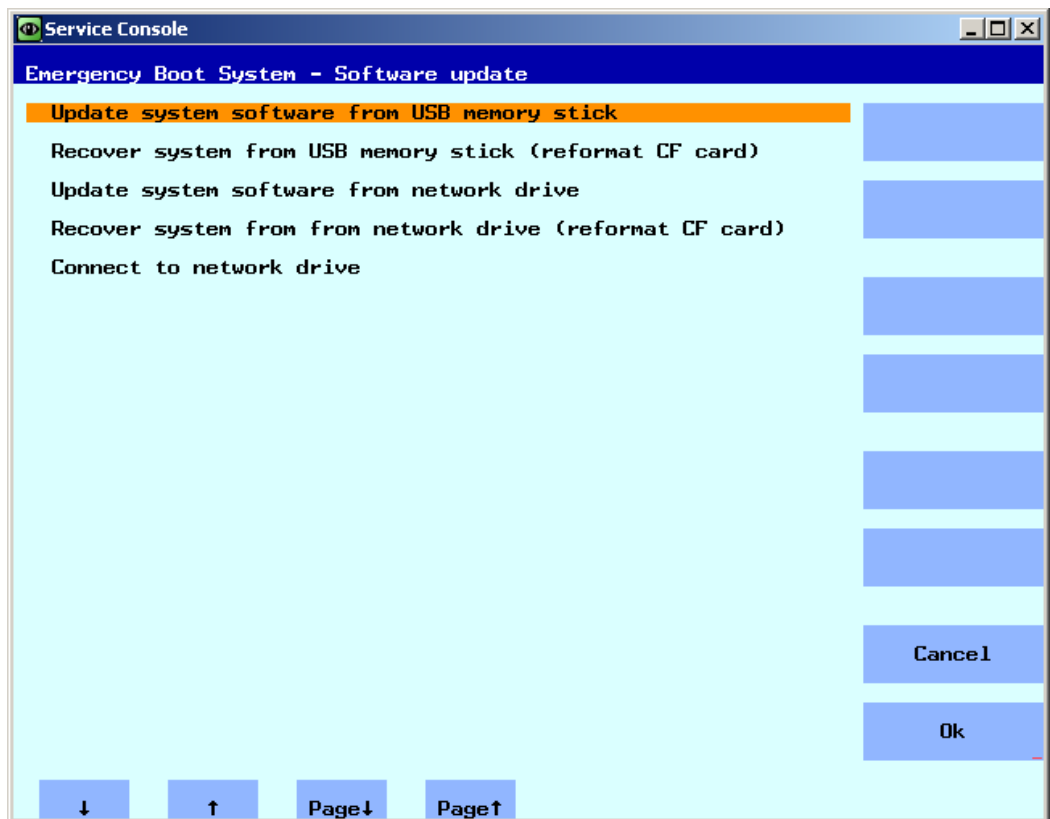 Service Console
Emergency Boot System - Software update
Update system software from USB memory stick
Recover system from USB memory stick (reformat CF card)
Update system software from network drive
Recover system from from network drive (reformat CF card)
Connect to network drive
Cancel
Ok
↓ ↑ Page↓ Page↑